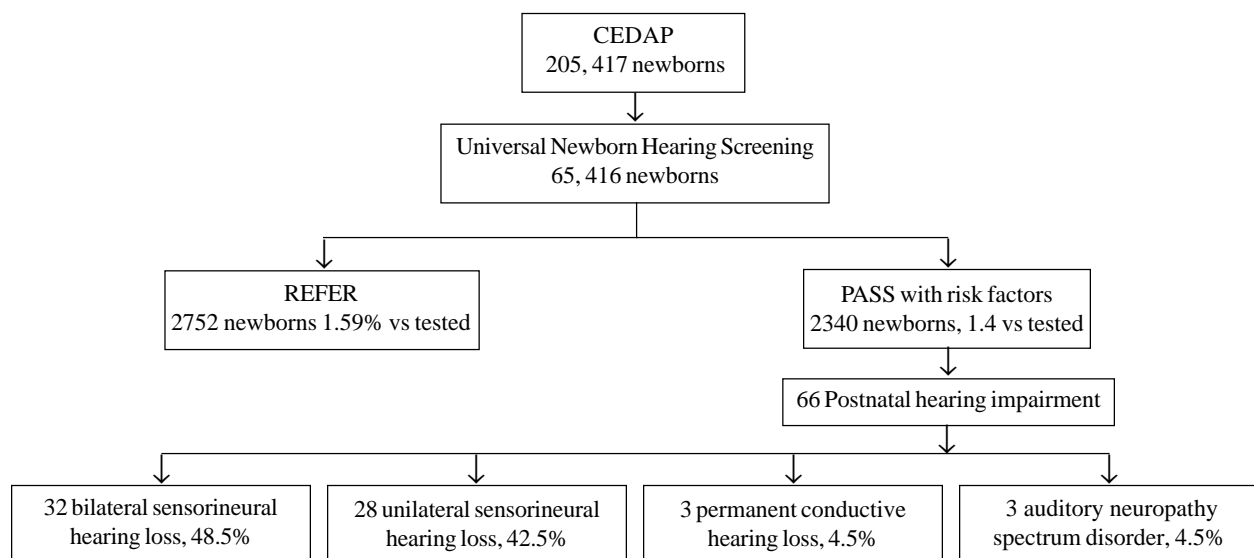 CEDAP
205, 417 newborns
Universal Newborn Hearing Screening
65, 416 newborns
REFER
2752 newborns 1.59% vs tested
PASS with risk factors
2340 newborns, 1.4 vs tested
66 Postnatal hearing impairment
32 bilateral sensorineural
hearing loss, 48.5%
28 unilateral sensorineural
hearing loss, 42.5%
3 permanent conductive
hearing loss, 4.5%
3 auditory neuropathy
spectrum disorder, 4.5%